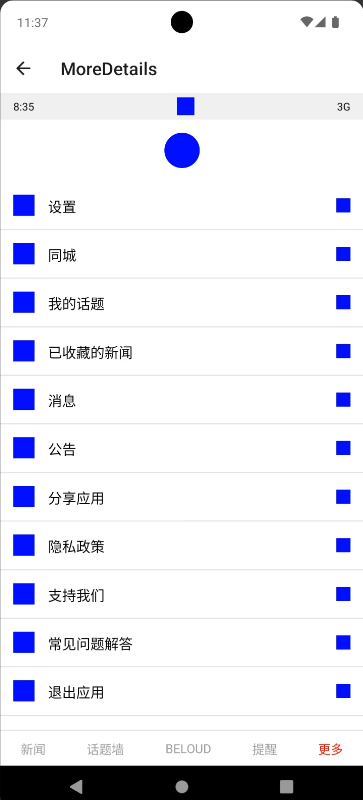 11:37
MoreDetails
8:35 3G
设置
同城
我的话题
已收藏的新闻
消息
公告
分享应用
隐私政策
支持我们
常见问题解答
退出应用
新闻 话题墙 BELOUD 提醒 更多